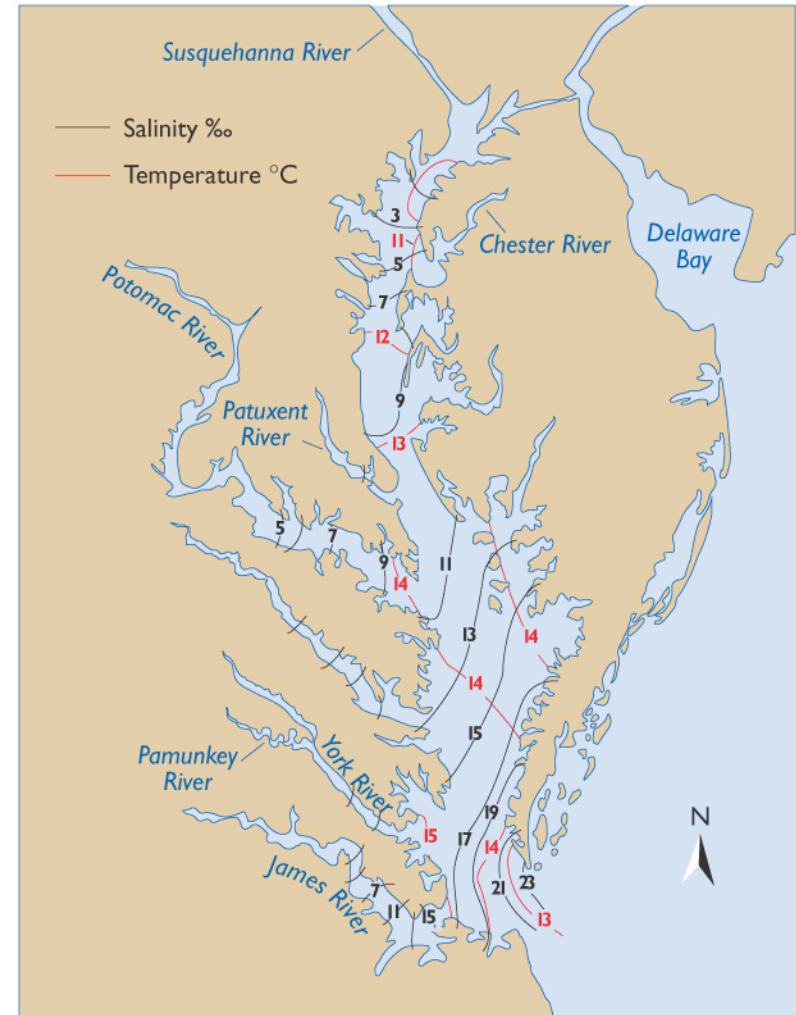 Susquehanna River
Salinity ‰
Temperature °C
3
Chester River
Delaware
Bay
11
5
Potomac River
7
12
9
Patuxent
River
13
5
7
9
14
11
13
14
14
15
Pamunkey
River
York River
19
15
17
14
N
James River
7
11
15
21
23
13